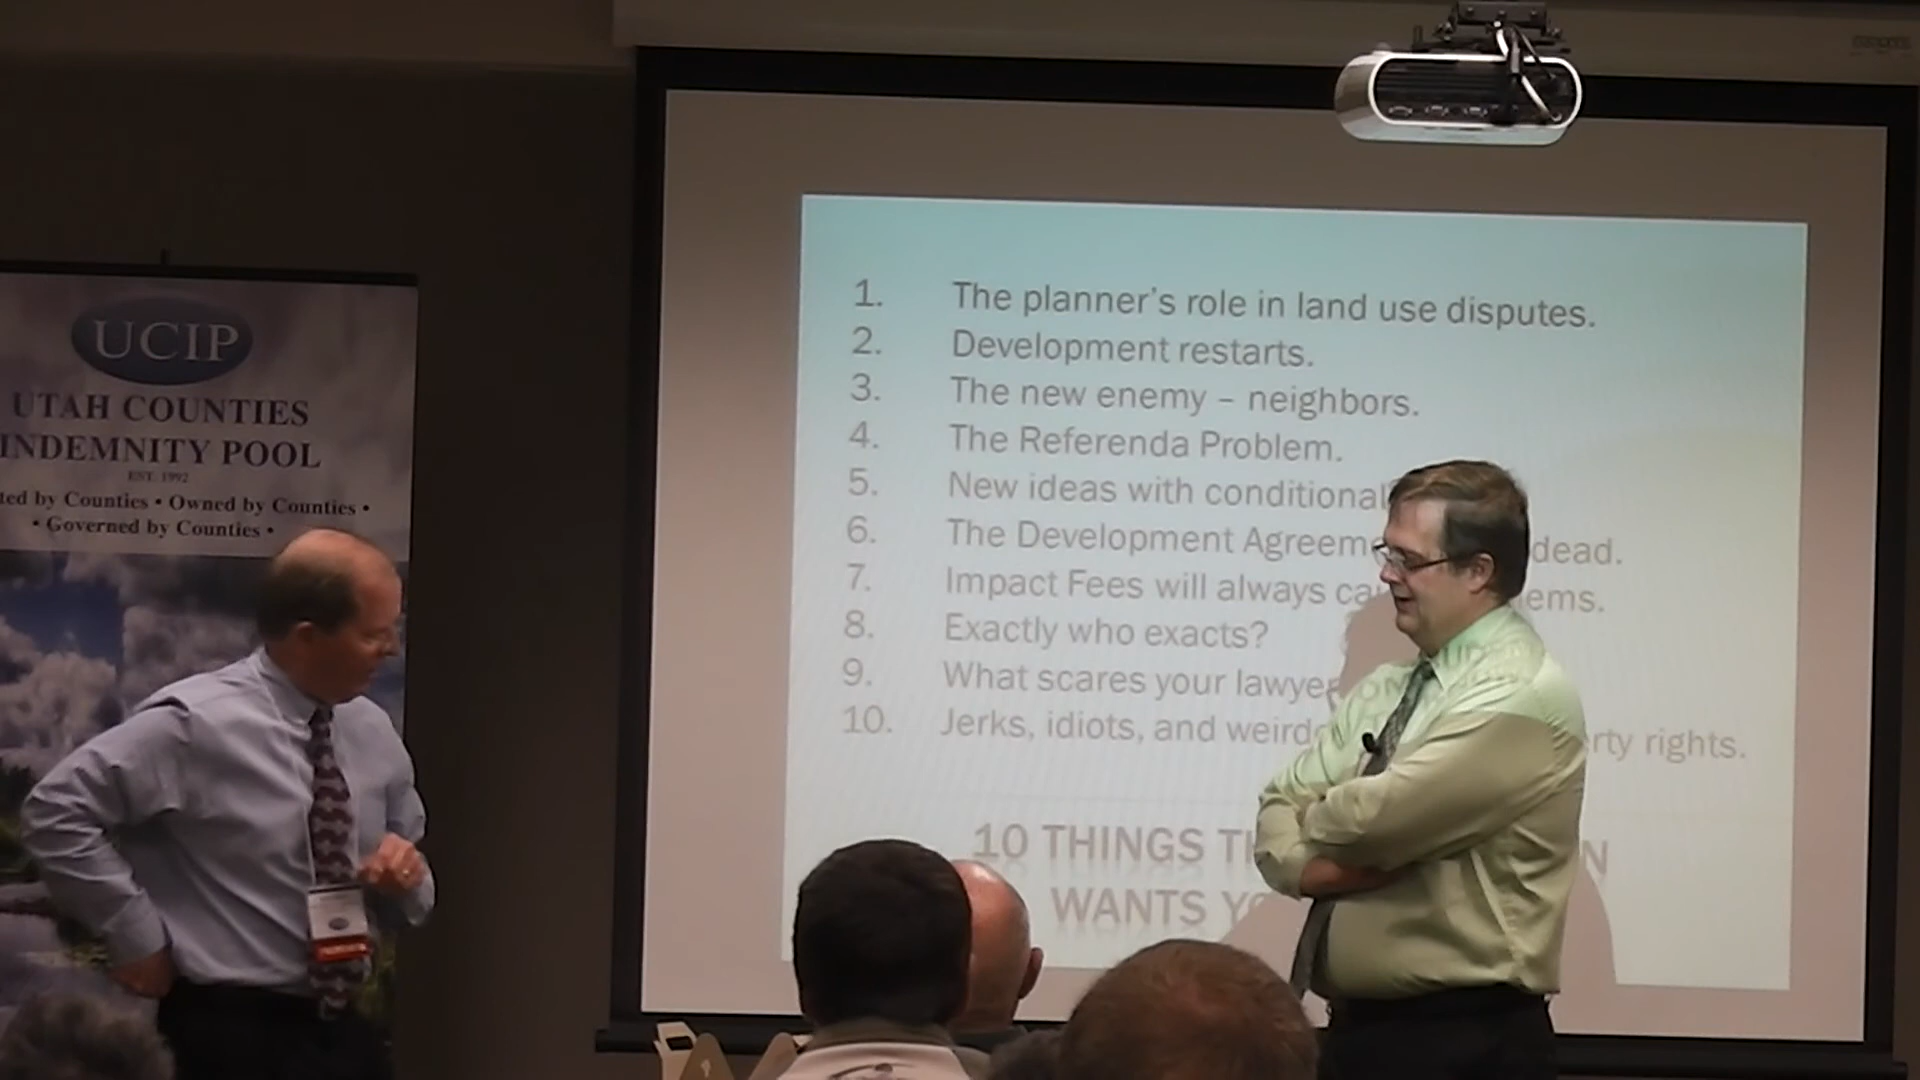 UCIP
UTAH COUNTIES
INDEMNITY POOL
EST. 1992
ted by Counties • Owned by Counties •
• Governed by Counties •
1. The planner's role in land use disputes.
2. Development restarts.
3. The new enemy – neighbors.
4. The Referenda Problem.
5. New ideas with conditional
6. The Development Agreem dead.
7. Impact Fees will always ca ems.
8. Exactly who exacts?
9. What scares your lawye
10. Jerks, idiots, and weird rty rights.
10 THINGS T N
WANTS Y